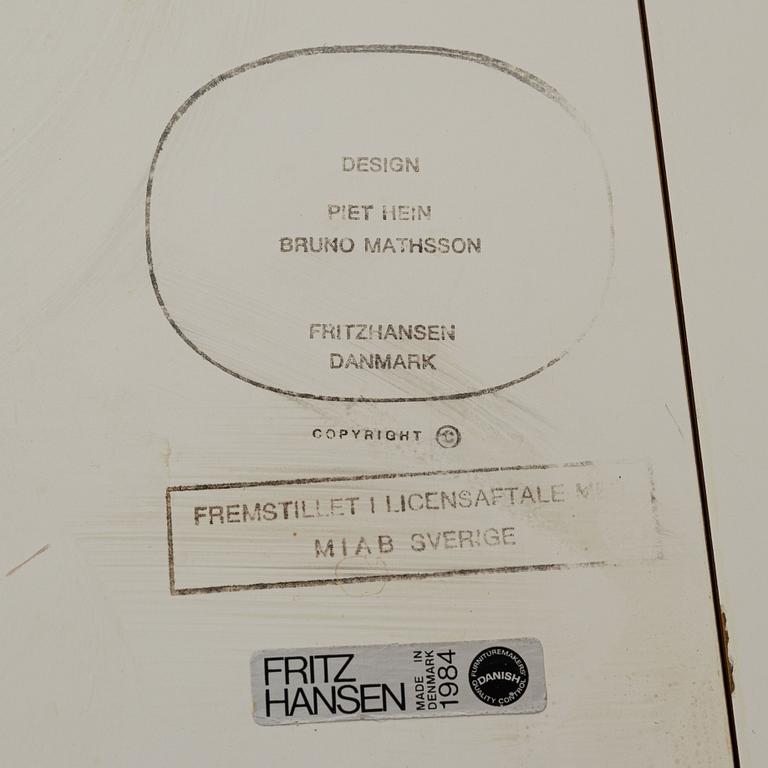 DESIGN
PIET HEIN
BRUNO MATHSSON
FRITZHANSEN
DANMARK
COPYRIGHT ©
FREMSTILLET I LICENSAFTALE
MIAB SVERIGE
FRITZ
HANSEN
MADE IN
DENMARK
1984
FURNITUREMAKERS'
DANISH
QUALITY CONTROL